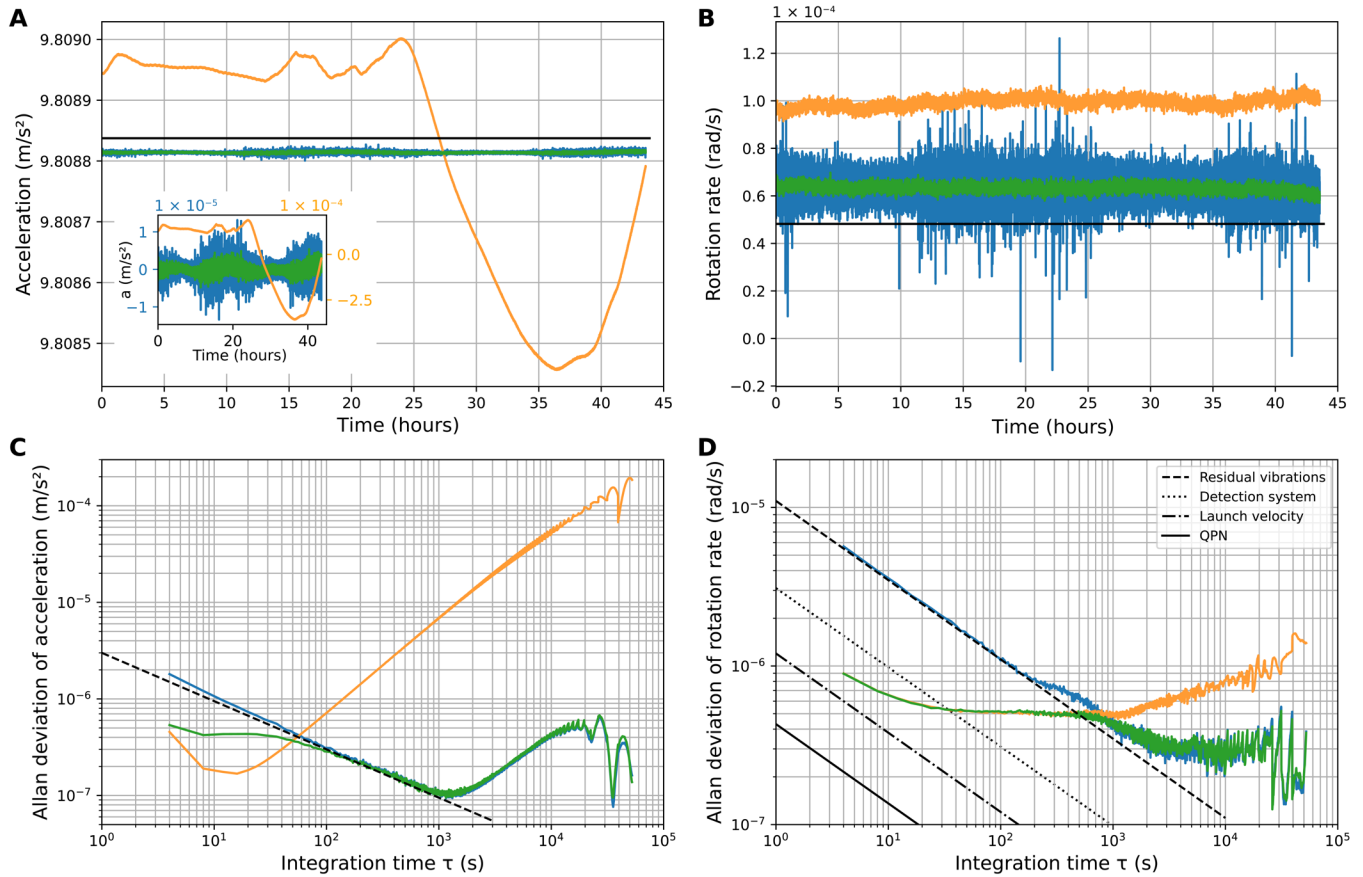 A
Acceleration (m/s²)
9.8090
9.8089
9.8088
9.8087
9.8086
9.8085
0 5 10 15 20 25 30 35 40 45
Time (hours)
1 × 10⁻⁵
1 × 10⁻⁴
a (m/s²)
1
0
−1
0.0
−2.5
0 20 40
Time (hours)
B
1 × 10⁻⁴
Rotation rate (rad/s)
1.2
1.0
0.8
0.6
0.4
0.2
0.0
−0.2
0 5 10 15 20 25 30 35 40 45
Time (hours)
C
Allan deviation of acceleration (m/s²)
10⁻⁴
10⁻⁵
10⁻⁶
10⁻⁷
10⁰ 10¹ 10² 10³ 10⁴ 10⁵
Integration time τ (s)
D
Allan deviation of rotation rate (rad/s)
10⁻⁵
10⁻⁶
10⁻⁷
Residual vibrations
Detection system
Launch velocity
QPN
10⁰ 10¹ 10² 10³ 10⁴ 10⁵
Integration time τ (s)